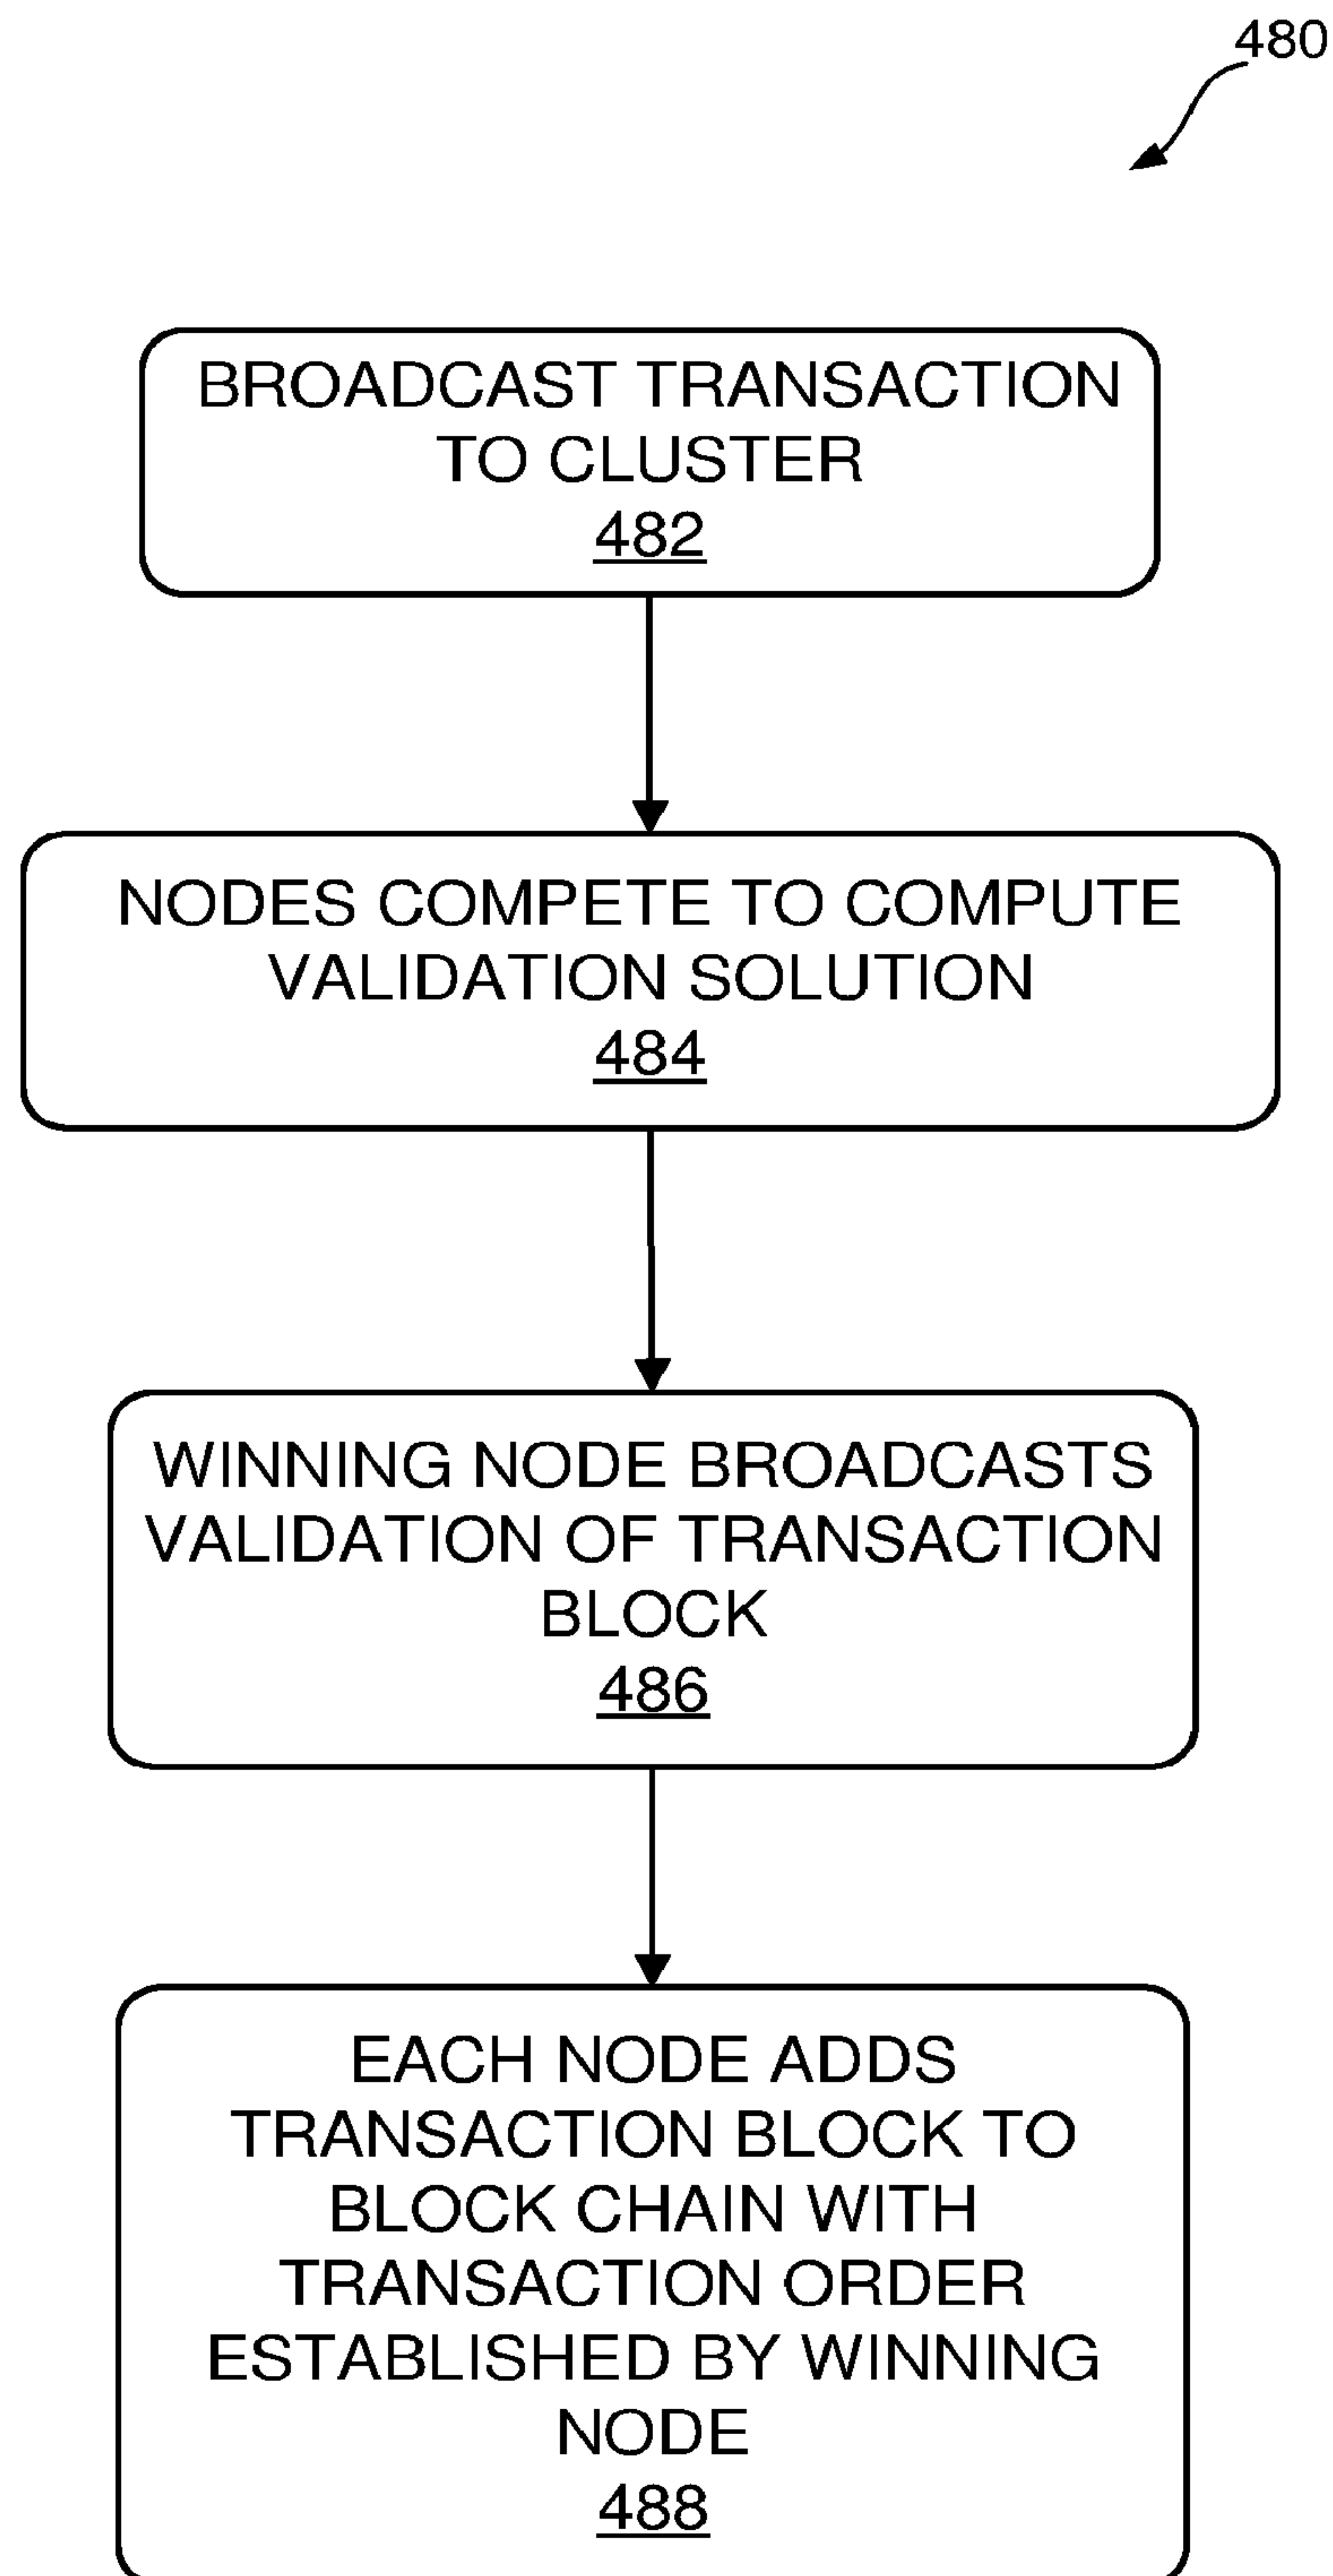 480
BROADCAST TRANSACTION
TO CLUSTER
482
NODES COMPETE TO COMPUTE
VALIDATION SOLUTION
484
WINNING NODE BROADCASTS
VALIDATION OF TRANSACTION
BLOCK
486
EACH NODE ADDS
TRANSACTION BLOCK TO
BLOCK CHAIN WITH
TRANSACTION ORDER
ESTABLISHED BY WINNING
NODE
488